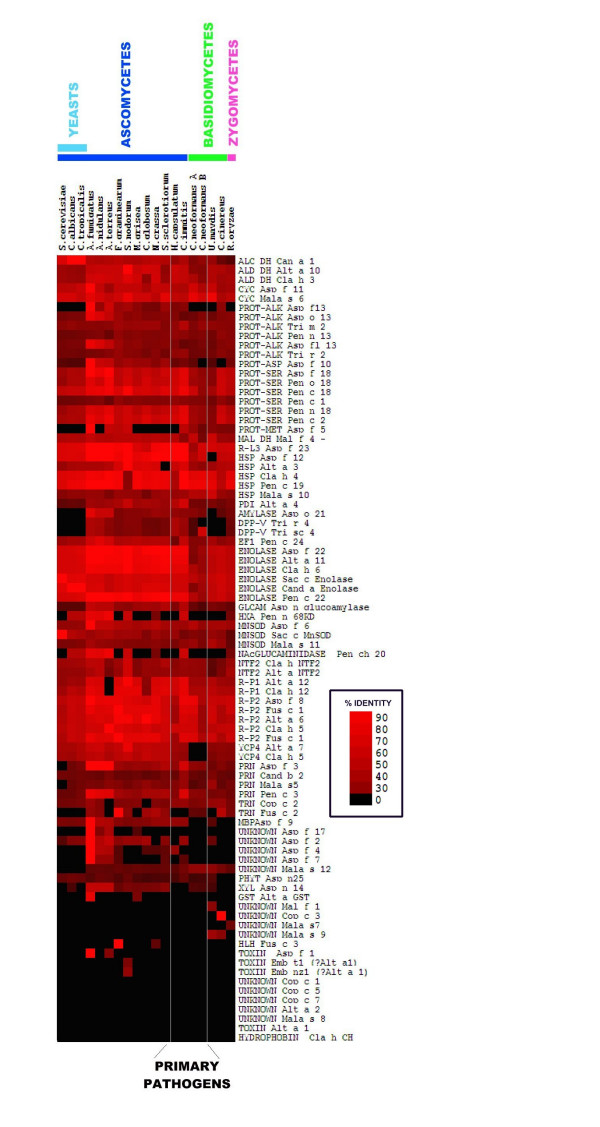 YEASTS
ASCOMYCETES
BASIDIOMYCETES
ZYGOMYCETES
S.cerevisiae
C.albicans
C.tropicalis
A.fumigatus
A.nidulans
A.terreus
F.graminearum
S.nodorum
M.grisea
C.globosum
N.crassa
S.sclerotiorum
H.capsulatum
C.immitis
C.neoformans A
C.neoformans B
U.maydis
C.cinereus
R.oryzae
ALC DH Can a 1
ALD DH Alt a 10
ALD DH Cla h 3
CYC Asp f 11
CYC Mala s 6
PROT-ALK Asp f13
PROT-ALK Asp o 13
PROT-ALK Tri m 2
PROT-ALK Pen n 13
PROT-ALK Asp fl 13
PROT-ALK Tri r 2
PROT-ASP Asp f 10
PROT-SER Asp f 18
PROT-SER Pen o 18
PROT-SER Pen c 18
PROT-SER Pen c 1
PROT-SER Pen n 18
PROT-SER Pen c 2
PROT-MET Asp f 5
MAL DH Mal f 4 -
R-L3 Asp f 23
HSP Asp f 12
HSP Alt a 3
HSP Cla h 4
HSP Pen c 19
HSP Mala s 10
PDI Alt a 4
AMYLASE Asp o 21
DPP-V Tri r 4
DPP-V Tri sc 4
EF1 Pen c 24
ENOLASE Asp f 22
ENOLASE Alt a 11
ENOLASE Cla h 6
ENOLASE Sac c Enolase
ENOLASE Cand a Enolase
ENOLASE Pen c 22
GLCAM Asp n glucoamylase
HXA Pen n 68KD
MNSOD Asp f 6
MNSOD Sac c MnSOD
MNSOD Mala s 11
NAcGLUCAMINIDASE Pen ch 20
NTF2 Cla h NTF2
NTF2 Alt a NTF2
R-P1 Alt a 12
R-P1 Cla h 12
R-P2 Asp f 8
R-P2 Fus c 1
R-P2 Alt a 6
R-P2 Cla h 5
R-P2 Fus c 1
YCP4 Alt a 7
YCP4 Cla h 5
PRN Asp f 3
PRN Cand b 2
PRN Mala s5
PRN Pen c 3
TRN Cop c 2
TRN Fus c 2
MBPAsp f 9
UNKNOWN Asp f 17
UNKNOWN Asp f 2
UNKNOWN Asp f 4
UNKNOWN Asp f 7
UNKNOWN Mala s 12
PHYT Asp n25
XYL Asp n 14
GST Alt a GST
UNKNOWN Mal f 1
UNKNOWN Cop c 3
UNKNOWN Mala s7
UNKNOWN Mala s 9
HLH Fus c 3
TOXIN Asp f 1
TOXIN Emb t1 (?Alt a1)
TOXIN Emb nz1 (?Alt a 1)
UNKNOWN Cop c 1
UNKNOWN Cop c 5
UNKNOWN Cop c 7
UNKNOWN Alt a 2
UNKNOWN Mala s 8
TOXIN Alt a 1
HYDROPHOBIN Cla h CH
% IDENTITY
90
80
70
60
50
40
30
0
PRIMARY
PATHOGENS